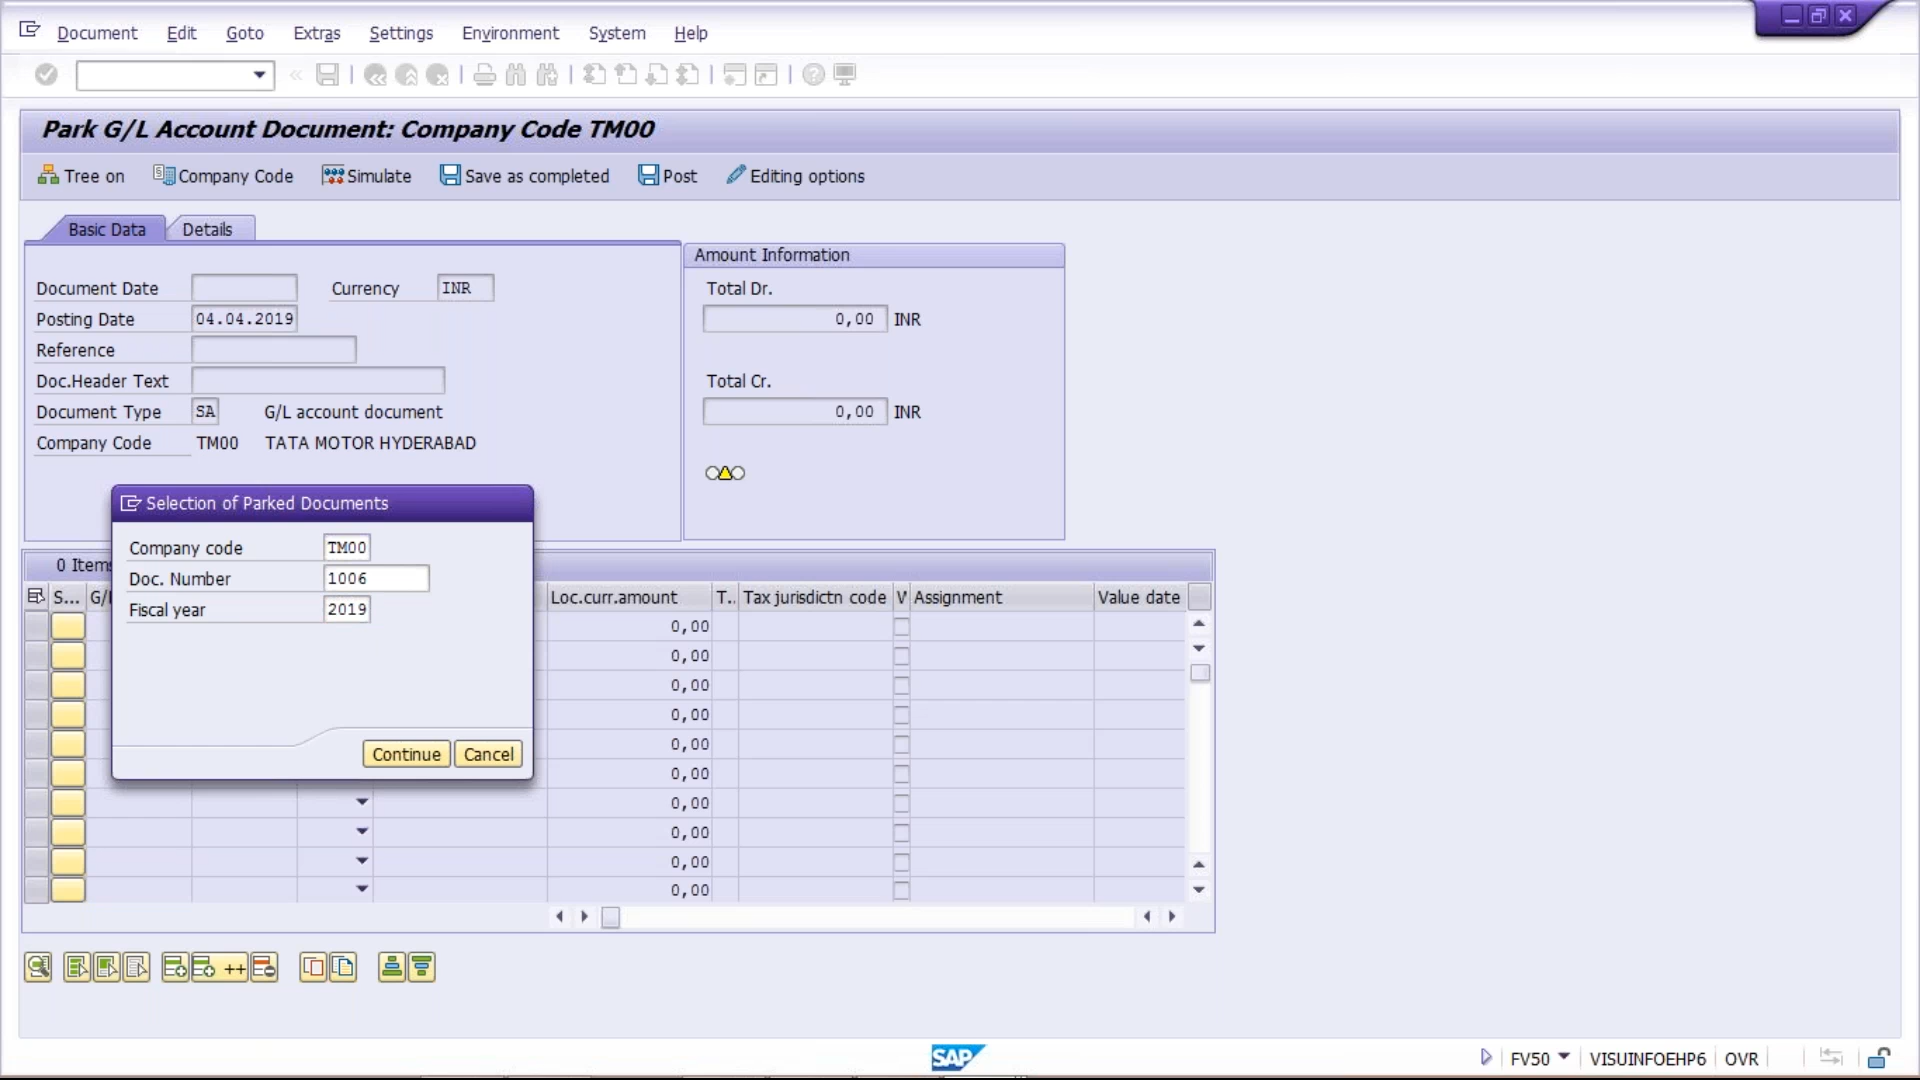 Document Edit Goto Extras Settings Environment System Help
Park G/L Account Document: Company Code TM00
Tree on Company Code Simulate Save as completed Post Editing options
Basic Data Details
Amount Information
Document Date Currency INR
Total Dr.
Posting Date 04.04.2019
0,00 INR
Reference
Doc.Header Text
Total Cr.
Document Type SA G/L account document
0,00 INR
Company Code TM00 TATA MOTOR HYDERABAD
Selection of Parked Documents
Company code TM00
Doc. Number 1006
Fiscal year 2019
Continue Cancel
0 Items
S... G/L Loc.curr.amount T.. Tax jurisdictn code W Assignment Value date
0,00
0,00
0,00
0,00
0,00
0,00
0,00
0,00
0,00
0,00
++
SAP FV50 VISUINFOEHP6 OVR